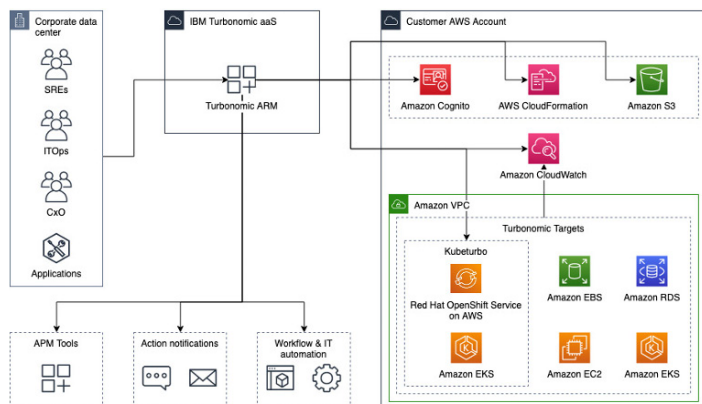 Corporate data
center
SREs
ITOps
CxO
Applications
IBM Turbonomic aaS
Turbonomic ARM
Customer AWS Account
Amazon Cognito
AWS CloudFormation
Amazon S3
Amazon CloudWatch
Amazon VPC
Turbonomic Targets
Kubeturbo
Red Hat OpenShift Service
on AWS
Amazon EKS
Amazon EBS
Amazon RDS
Amazon EC2
Amazon EKS
APM Tools
Action notifications
Workflow & IT
automation